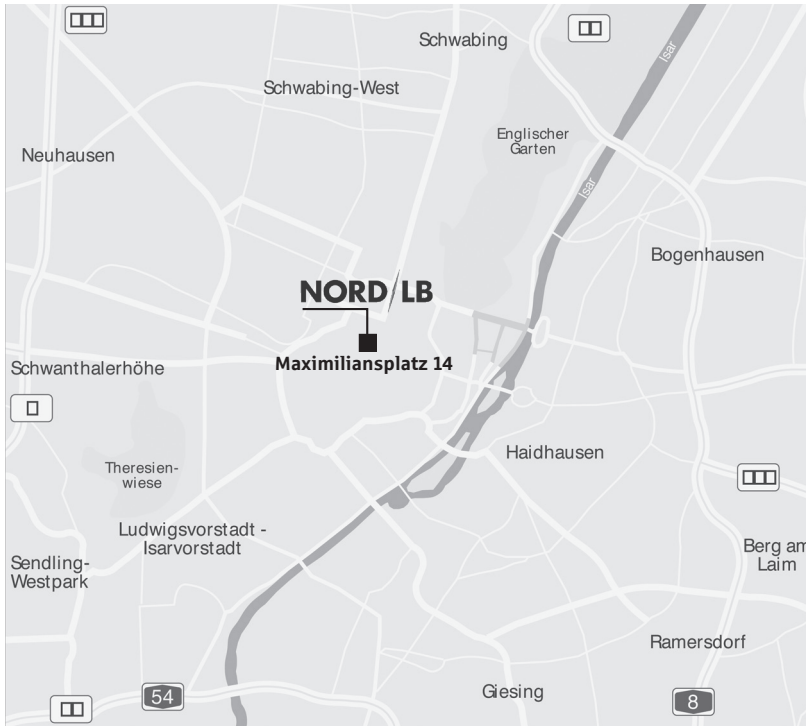 Schwabing
Isar
Schwabing-West
Englischer
Garten
Neuhausen
Isar
Bogenhausen
NORD/LB
Maximiliansplatz 14
Schwanthalerhöhe
Haidhausen
Theresien-
wiese
Ludwigsvorstadt -
Isarvorstadt
Sendling-
Westpark
Berg am
Laim
Ramersdorf
Giesing
54
8